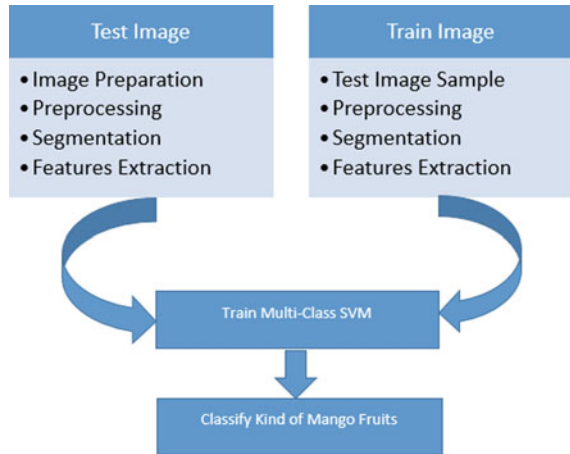 Test Image
• Image Preparation
• Preprocessing
• Segmentation
• Features Extraction
Train Image
• Test Image Sample
• Preprocessing
• Segmentation
• Features Extraction
Train Multi-Class SVM
Classify Kind of Mango Fruits